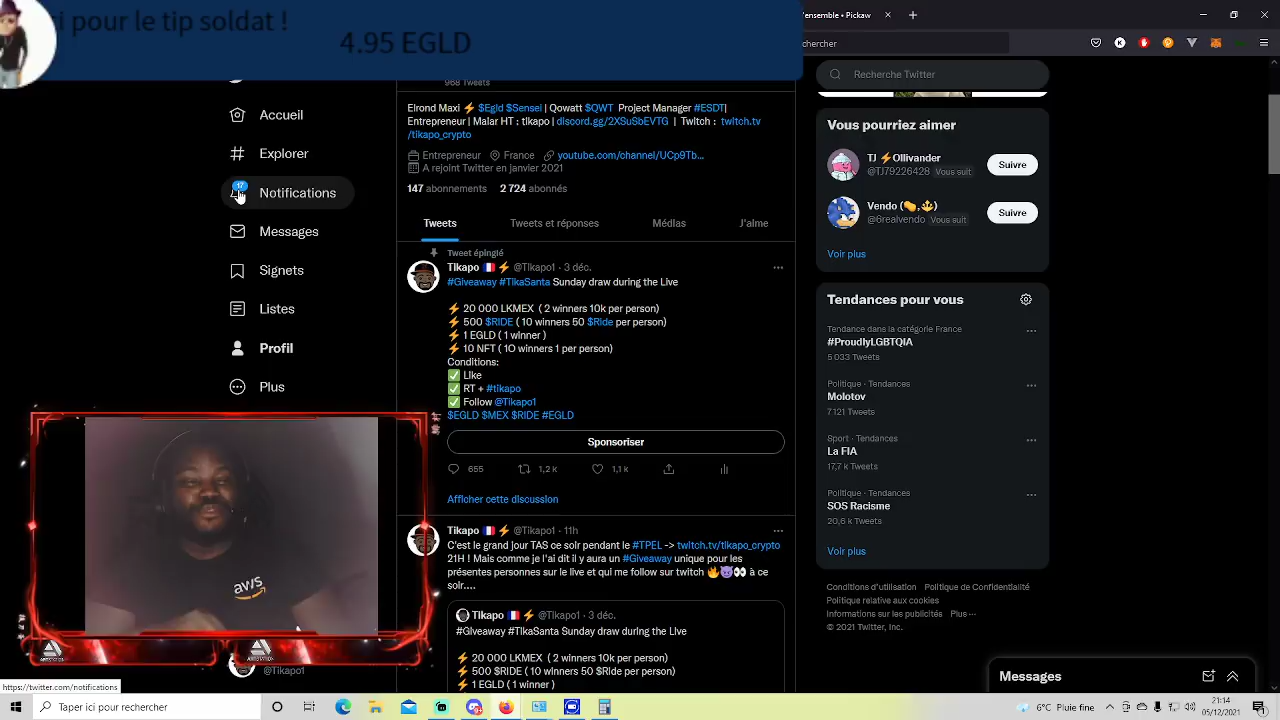 pour le tip soldat !
4.95 EGLD
chercher
Recherche Twitter
968 Tweets
Elrond Maxi ⚡ $Egld $Sensei | Qowatt $QWT Project Manager #ESDT|
Entrepreneur | Malar HT : tikapo | discord.gg/2XSuSbEVTG | Twitch : twitch.tv
/tikapo_crypto
Entrepreneur France youtube.com/channel/UCp9Tb...
A rejoint Twitter en janvier 2021
147 abonnements 2 724 abonnés
Tweets Tweets et réponses Médias J'aime
Accueil
Explorer
17
Notifications
Messages
Signets
Listes
Profil
Plus
Tweet épinglé
Tikapo 🇫🇷 ⚡ @Tikapo1 · 3 déc.
#Giveaway #TikaSanta Sunday draw during the Live
⚡ 20 000 LKMEX ( 2 winners 10k per person)
⚡ 500 $RIDE ( 10 winners 50 $Ride per person)
⚡ 1 EGLD ( 1 winner )
⚡ 10 NFT ( 1O winners 1 per person)
Conditions:
✅ Like
✅ RT + #tikapo
✅ Follow @Tikapo1
$EGLD $MEX $RIDE #EGLD
Sponsoriser
655 1,2 k 1,1 k
Afficher cette discussion
Tikapo 🇫🇷 ⚡ @Tikapo1 · 11h
C'est le grand jour TAS ce soir pendant le #TPEL -> twitch.tv/tikapo_crypto
21H ! Mais comme je l'ai dit il y aura un #Giveaway unique pour les
présentes personnes sur le live et qui me follow sur twitch 🔥😈👀 à ce
soir....
Tikapo 🇫🇷 ⚡ @Tikapo1 · 3 déc.
#Giveaway #TikaSanta Sunday draw during the Live
⚡ 20 000 LKMEX ( 2 winners 10k per person)
⚡ 500 $RIDE ( 10 winners 50 $Ride per person)
⚡ 1 EGLD ( 1 winner )
Vous pourriez aimer
TJ ⚡Ollivander
@TJ79226428 Vous suit
Suivre
Vendo
@6realvendo Vous suit
Suivre
Voir plus
Tendances pour vous
Tendance dans la catégorie France
#ProudlyLGBTQIA
5 033 Tweets
Politique · Tendances
Molotov
7 121 Tweets
Sport · Tendances
La FIA
17,7 k Tweets
Politique · Tendances
SOS Racisme
20,6 k Tweets
Voir plus
Conditions d'utilisation Politique de Confidentialité
Politique relative aux cookies
Informations sur les publicités Plus ···
© 2021 Twitter, Inc.
Messages
aws
@Tikapo1
https://twitter.com/notifications
Taper ici pour rechercher
6°C Pluie fine
21:14
05/12/2021